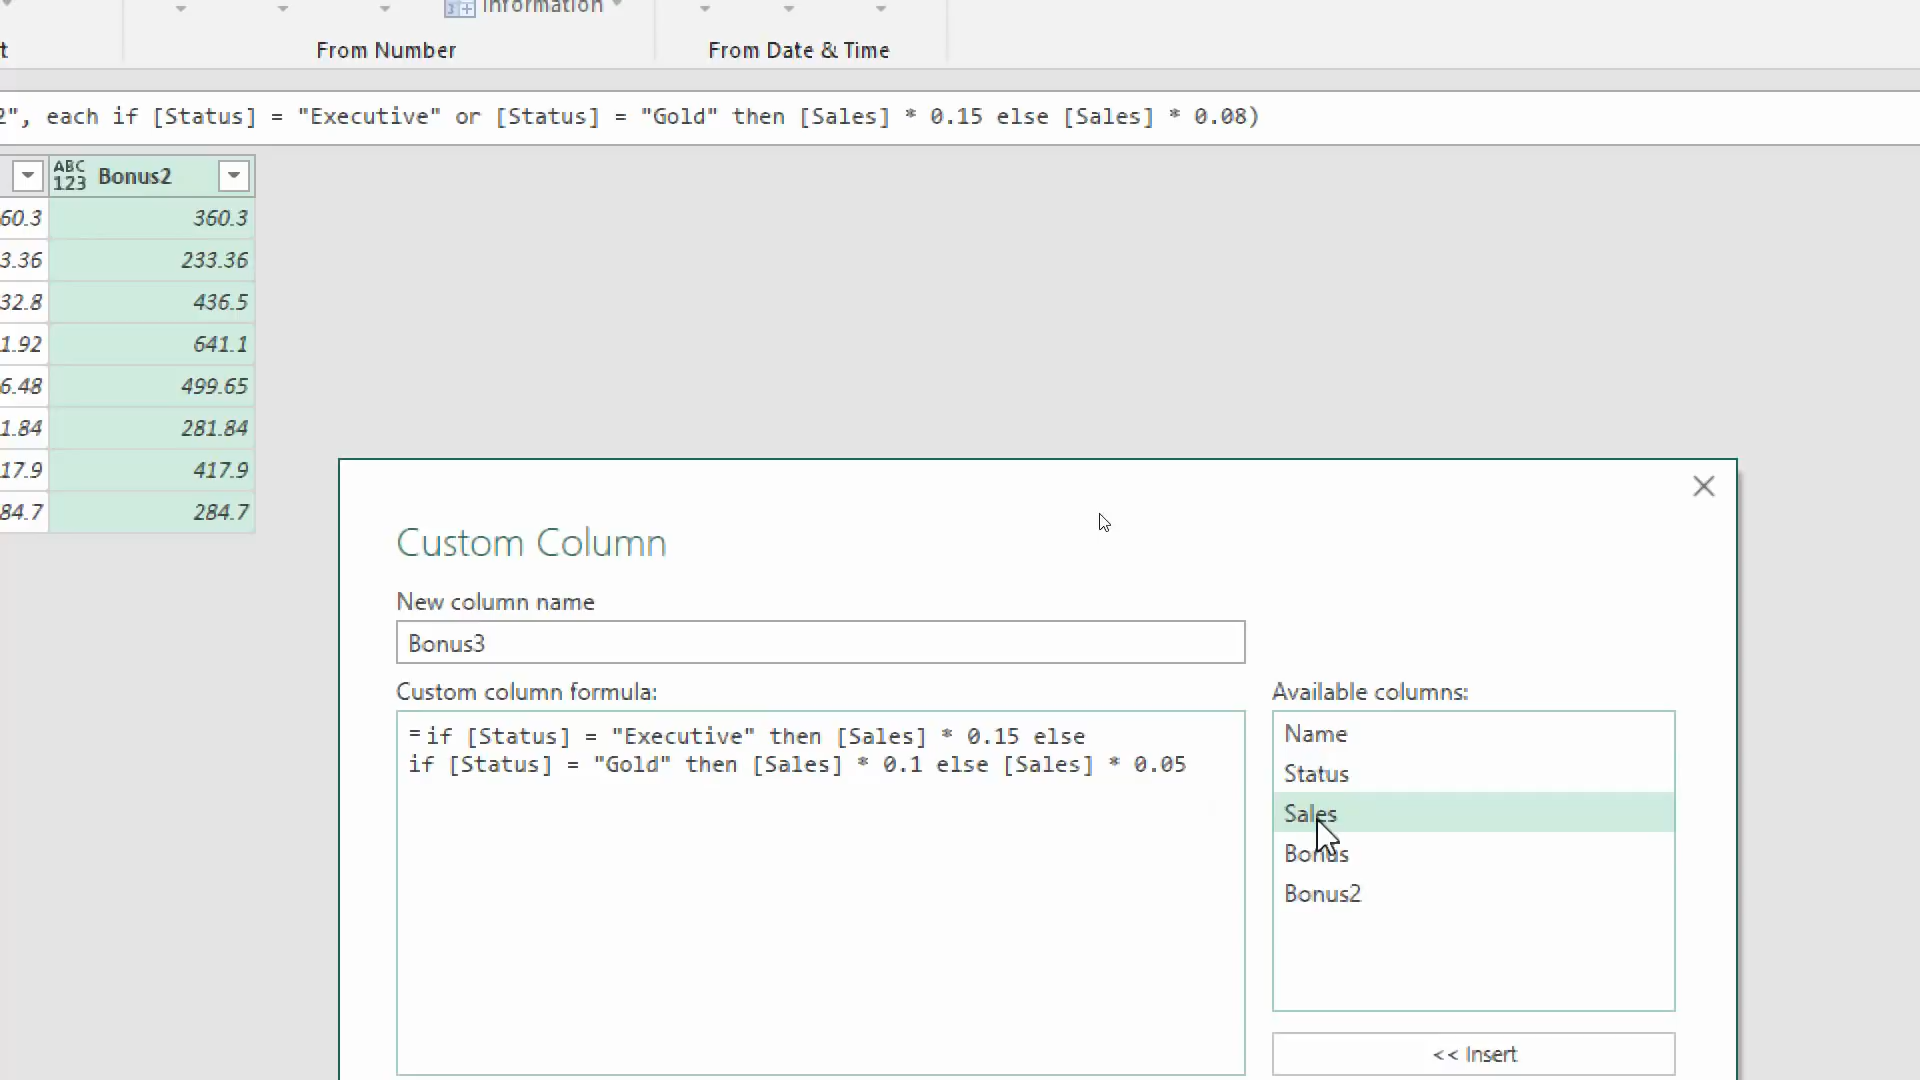 Information
t
From Number
From Date & Time
2", each if [Status] = "Executive" or [Status] = "Gold" then [Sales] * 0.15 else [Sales] * 0.08)
ABC
123
Bonus2
60.3
360.3
3.36
233.36
32.8
436.5
1.92
641.1
6.48
499.65
1.84
281.84
17.9
417.9
84.7
284.7
Custom Column
New column name
Bonus3
Custom column formula:
=if [Status] = "Executive" then [Sales] * 0.15 else
if [Status] = "Gold" then [Sales] * 0.1 else [Sales] * 0.05
Available columns:
Name
Status
Sales
Bonus
Bonus2
<< Insert